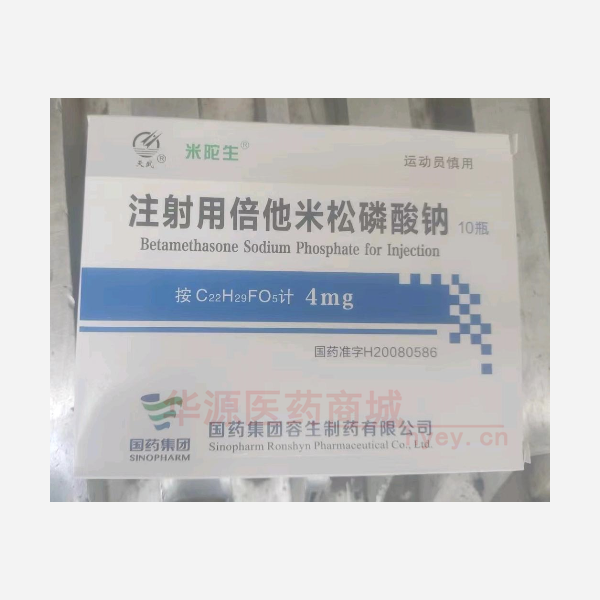 天方®
米陀生®
运动员慎用
注射用倍他米松磷酸钠 10瓶
Betamethasone Sodium Phosphate for Injection
按C₂₂H₂₉FO₅计 4mg
国药准字H20080586
华源医药商城
国药集团
SINOPHARM
国药集团容生制药有限公司
Sinopharm Ronshyn Pharmaceutical Co., Ltd.
hyey.cn